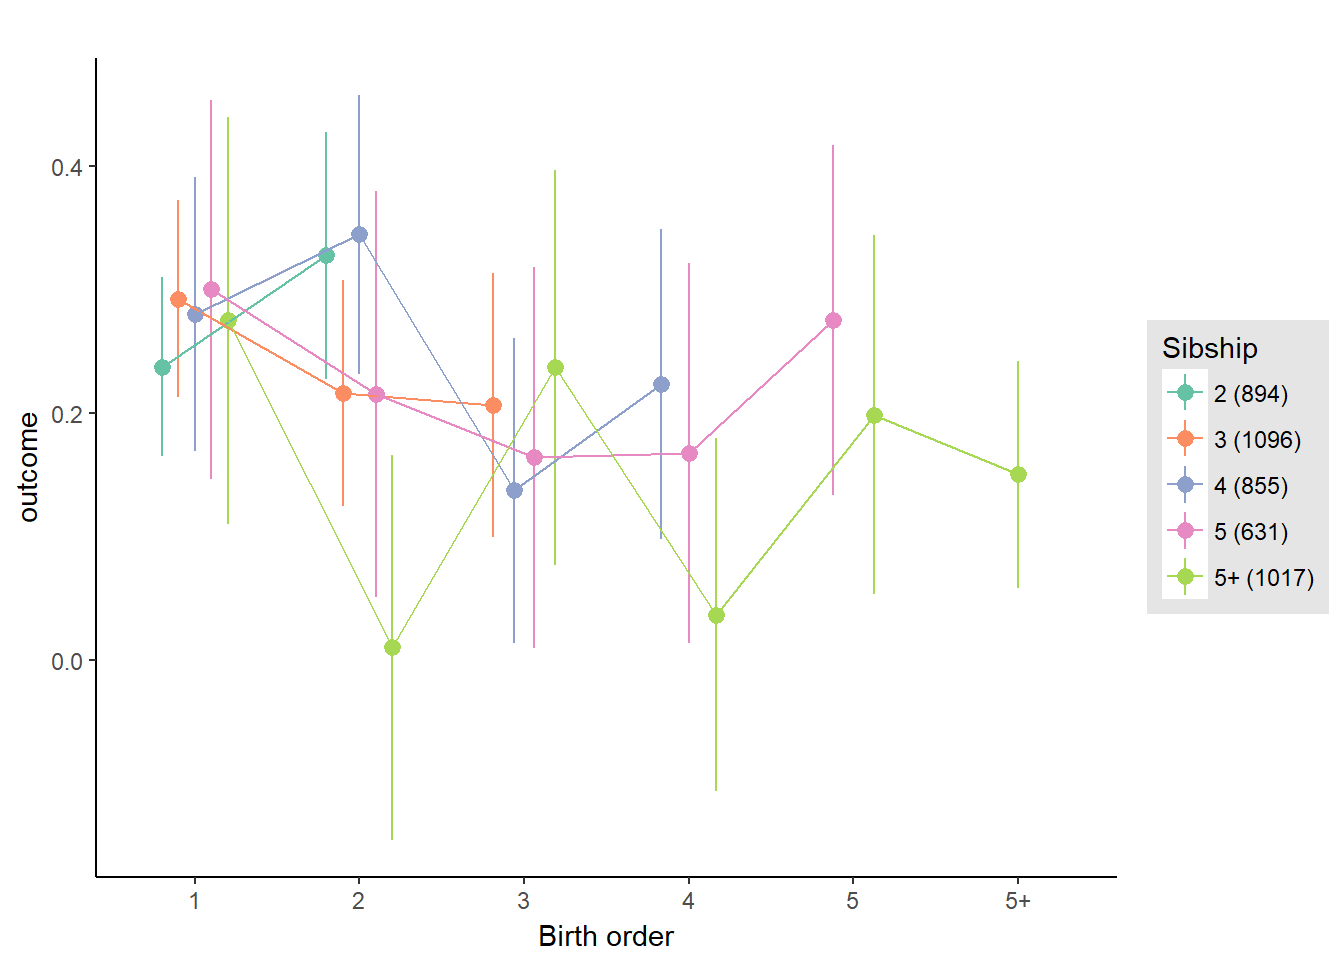 0.4
0.2
0.0
outcome
1 2 3 4 5 5+
Birth order
Sibship
2 (894)
3 (1096)
4 (855)
5 (631)
5+ (1017)